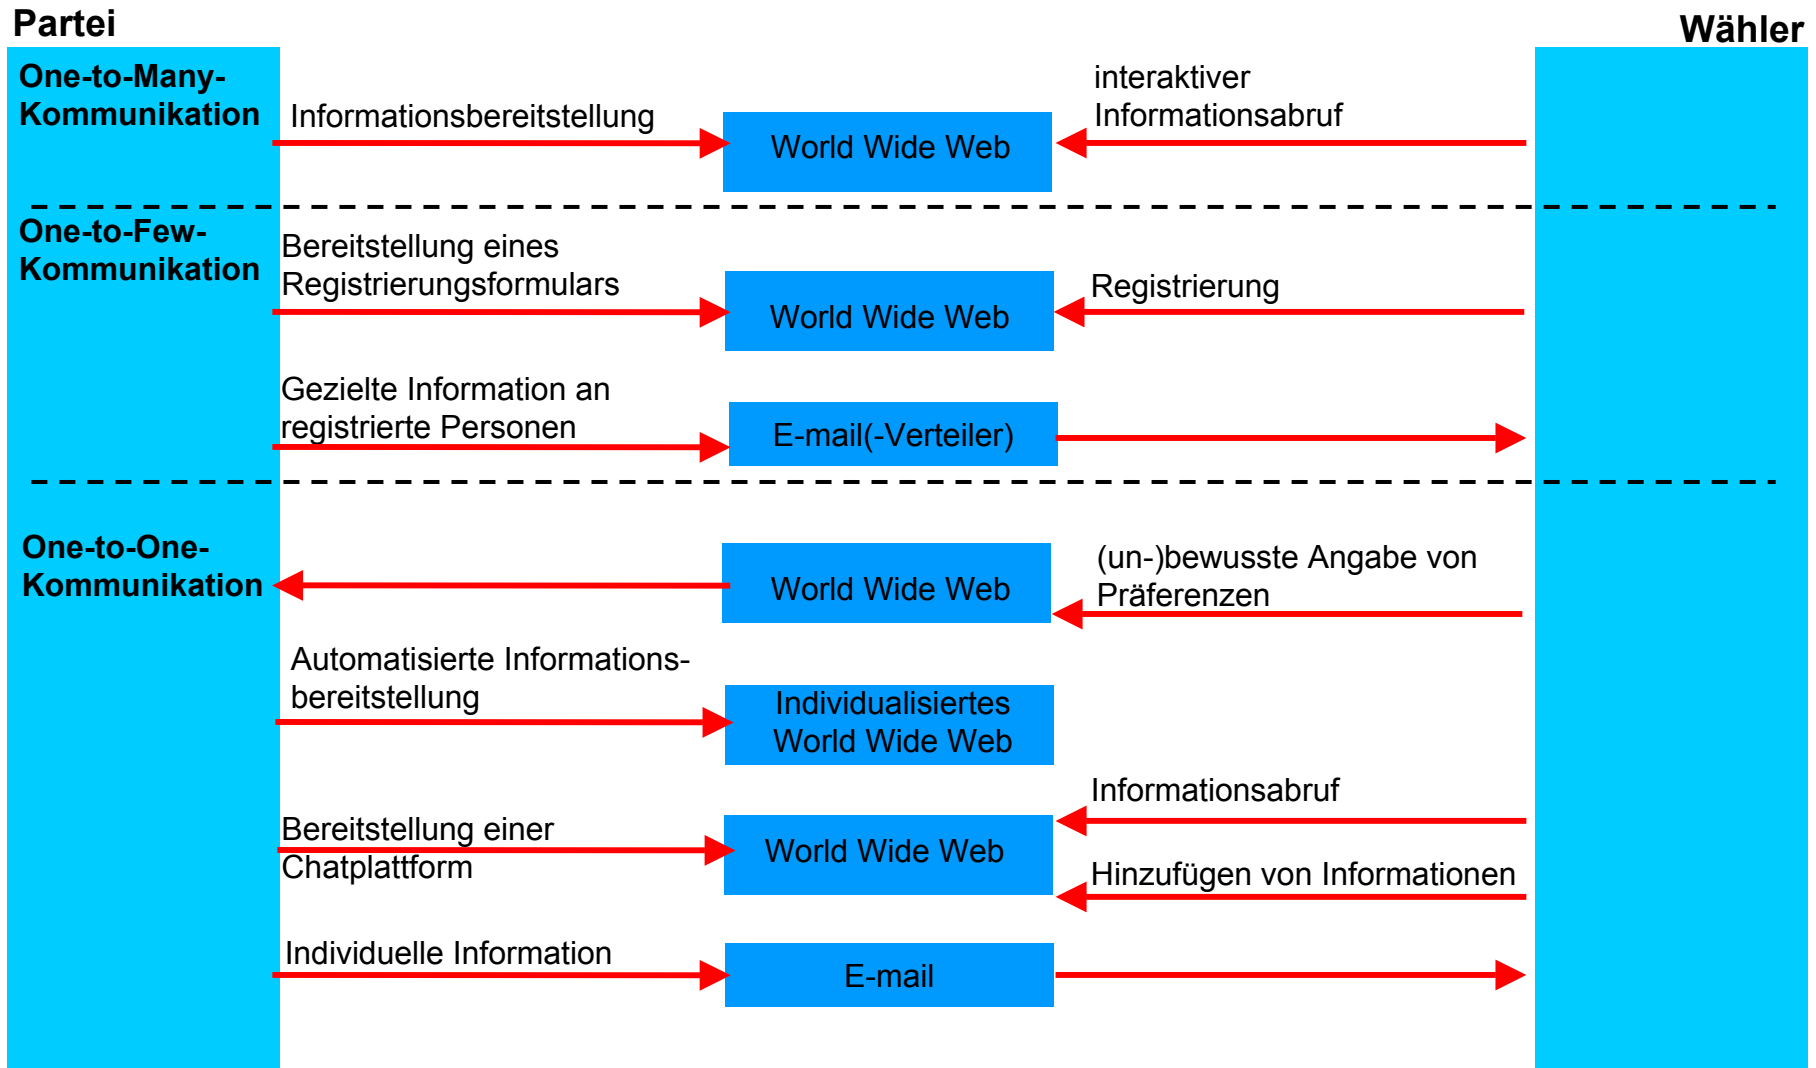 Partei
Wähler
One-to-Many-
Kommunikation
Informationsbereitstellung
World Wide Web
interaktiver
Informationsabruf
One-to-Few-
Kommunikation
Bereitstellung eines
Registrierungsformulars
World Wide Web
Registrierung
Gezielte Information an
registrierte Personen
E-mail(-Verteiler)
One-to-One-
Kommunikation
World Wide Web
(un-)bewusste Angabe von
Präferenzen
Automatisierte Informations-
bereitstellung
Individualisiertes
World Wide Web
Informationsabruf
Bereitstellung einer
Chatplattform
World Wide Web
Hinzufügen von Informationen
Individuelle Information
E-mail